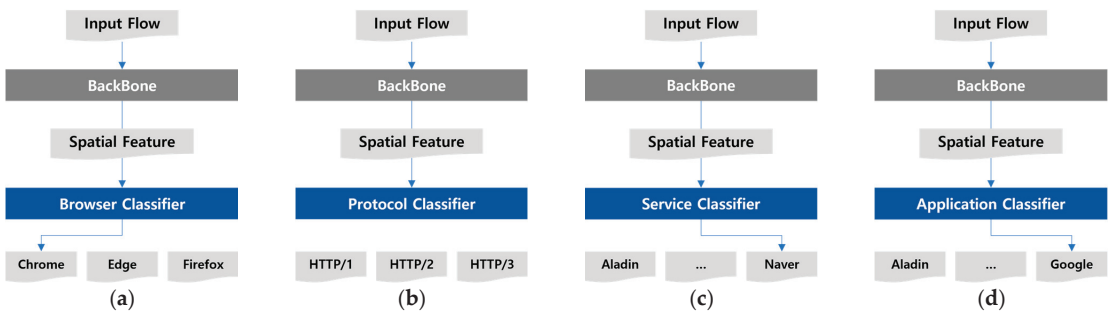 Input Flow
BackBone
Spatial Feature
Browser Classifier
Chrome
Edge
Firefox
(a)
Input Flow
BackBone
Spatial Feature
Protocol Classifier
HTTP/1
HTTP/2
HTTP/3
(b)
Input Flow
BackBone
Spatial Feature
Service Classifier
Aladin
...
Naver
(c)
Input Flow
BackBone
Spatial Feature
Application Classifier
Aladin
...
Google
(d)